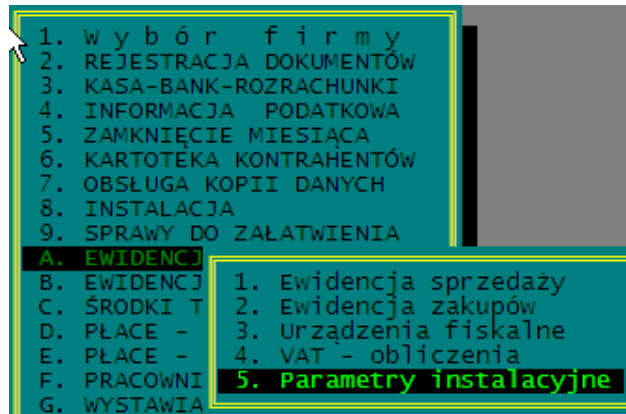 1. W y b ó r   f i r m y
2. REJESTRACJA DOKUMENTÓW
3. KASA-BANK-ROZRACHUNKI
4. INFORMACJA PODATKOWA
5. ZAMKNIĘCIE MIESIĄCA
6. KARTOTEKA KONTRAHENTÓW
7. OBSŁUGA KOPII DANYCH
8. INSTALACJA
9. SPRAWY DO ZAŁATWIENIA
A. EWIDENCJ
B. EWIDENCJ
C. ŚRODKI T
D. PŁACE -
E. PŁACE -
F. PRACOWNI
G. WYSTAWIA
1. Ewidencja sprzedaży
2. Ewidencja zakupów
3. Urządzenia fiskalne
4. VAT - obliczenia
5. Parametry instalacyjne